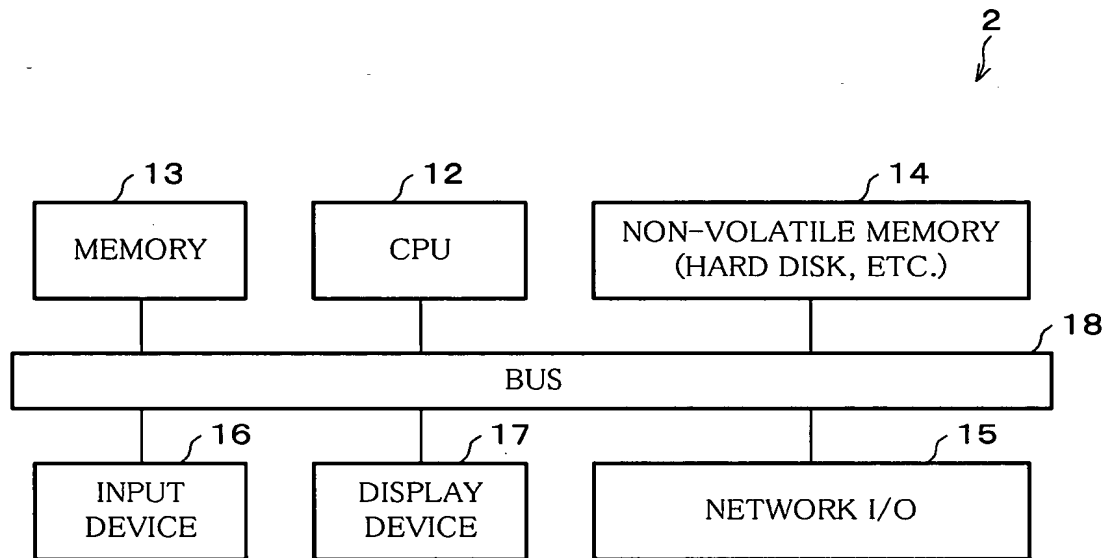 2
13
12
14
MEMORY
CPU
NON-VOLATILE MEMORY
(HARD DISK, ETC.)
18
BUS
16
17
15
INPUT
DEVICE
DISPLAY
DEVICE
NETWORK I/O